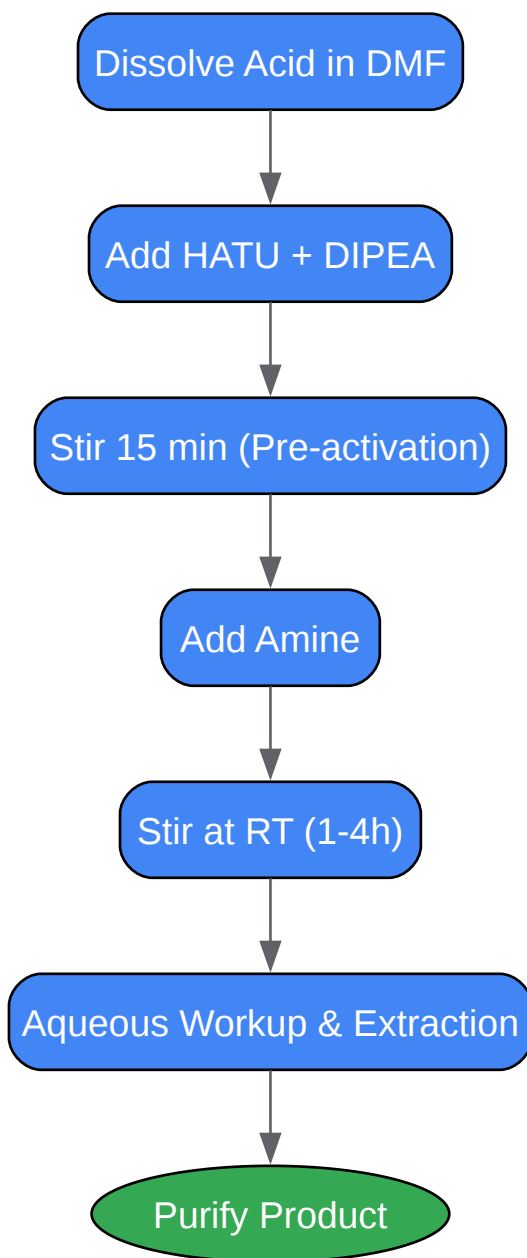 Dissolve Acid in DMF
Add HATU + DIPEA
Stir 15 min (Pre-activation)
Add Amine
Stir at RT (1-4h)
Aqueous Workup & Extraction
Purify Product